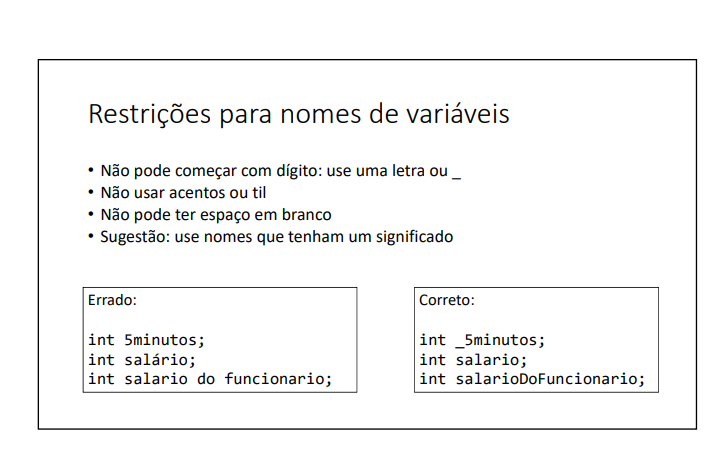 Restrições para nomes de variáveis
• Não pode começar com dígito: use uma letra ou _
• Não usar acentos ou til
• Não pode ter espaço em branco
• Sugestão: use nomes que tenham um significado
Errado:
int 5minutos;
int salário;
int salario do funcionario;
Correto:
int _5minutos;
int salario;
int salarioDoFuncionario;